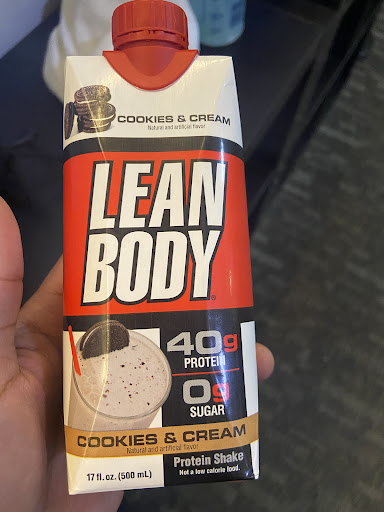 COOKIES & CREAM
Natural and artificial flavor
LEAN
BODY®
40g
PROTEIN
0g
SUGAR
COOKIES & CREAM
Natural and artificial flavor
17 fl. oz. (500 mL)
Protein Shake
Not a low calorie food.